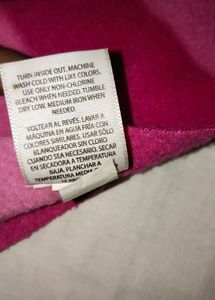 TURN INSIDE OUT. MACHINE
WASH COLD WITH LIKE COLORS.
USE ONLY NON-CHLORINE
BLEACH WHEN NEEDED. TUMBLE
DRY LOW. MEDIUM IRON WHEN
NEEDED.
VOLTEAR AL REVÉS. LAVAR A
MÁQUINA EN AGUA FRÍA CON
COLORES SIMILARES. USAR SÓLO
BLANQUEADOR SIN CLORO
CUANDO SEA NECESARIO. SECAR
EN SECADORA A TEMPERATURA
BAJA. PLANCHAR A
TEMPERATURA MEDIA